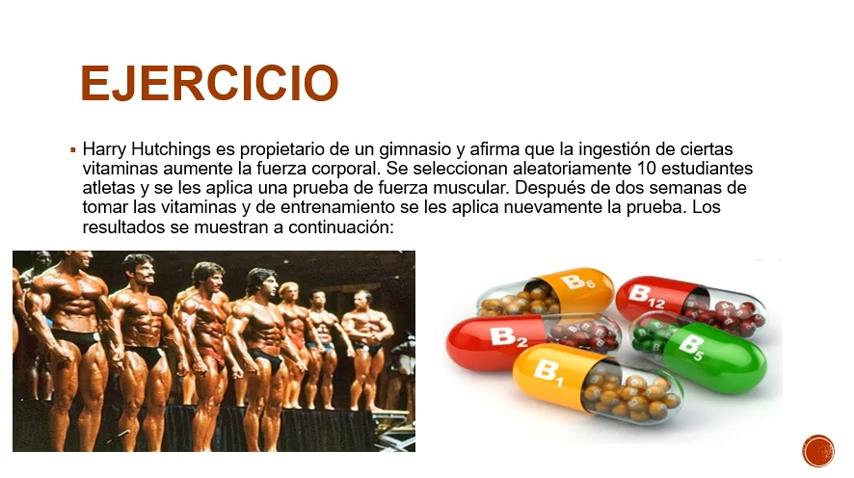 EJERCICIO
▪ Harry Hutchings es propietario de un gimnasio y afirma que la ingestión de ciertas
vitaminas aumente la fuerza corporal. Se seleccionan aleatoriamente 10 estudiantes
atletas y se les aplica una prueba de fuerza muscular. Después de dos semanas de
tomar las vitaminas y de entrenamiento se les aplica nuevamente la prueba. Los
resultados se muestran a continuación:
B6
B12
B2
B5
B1